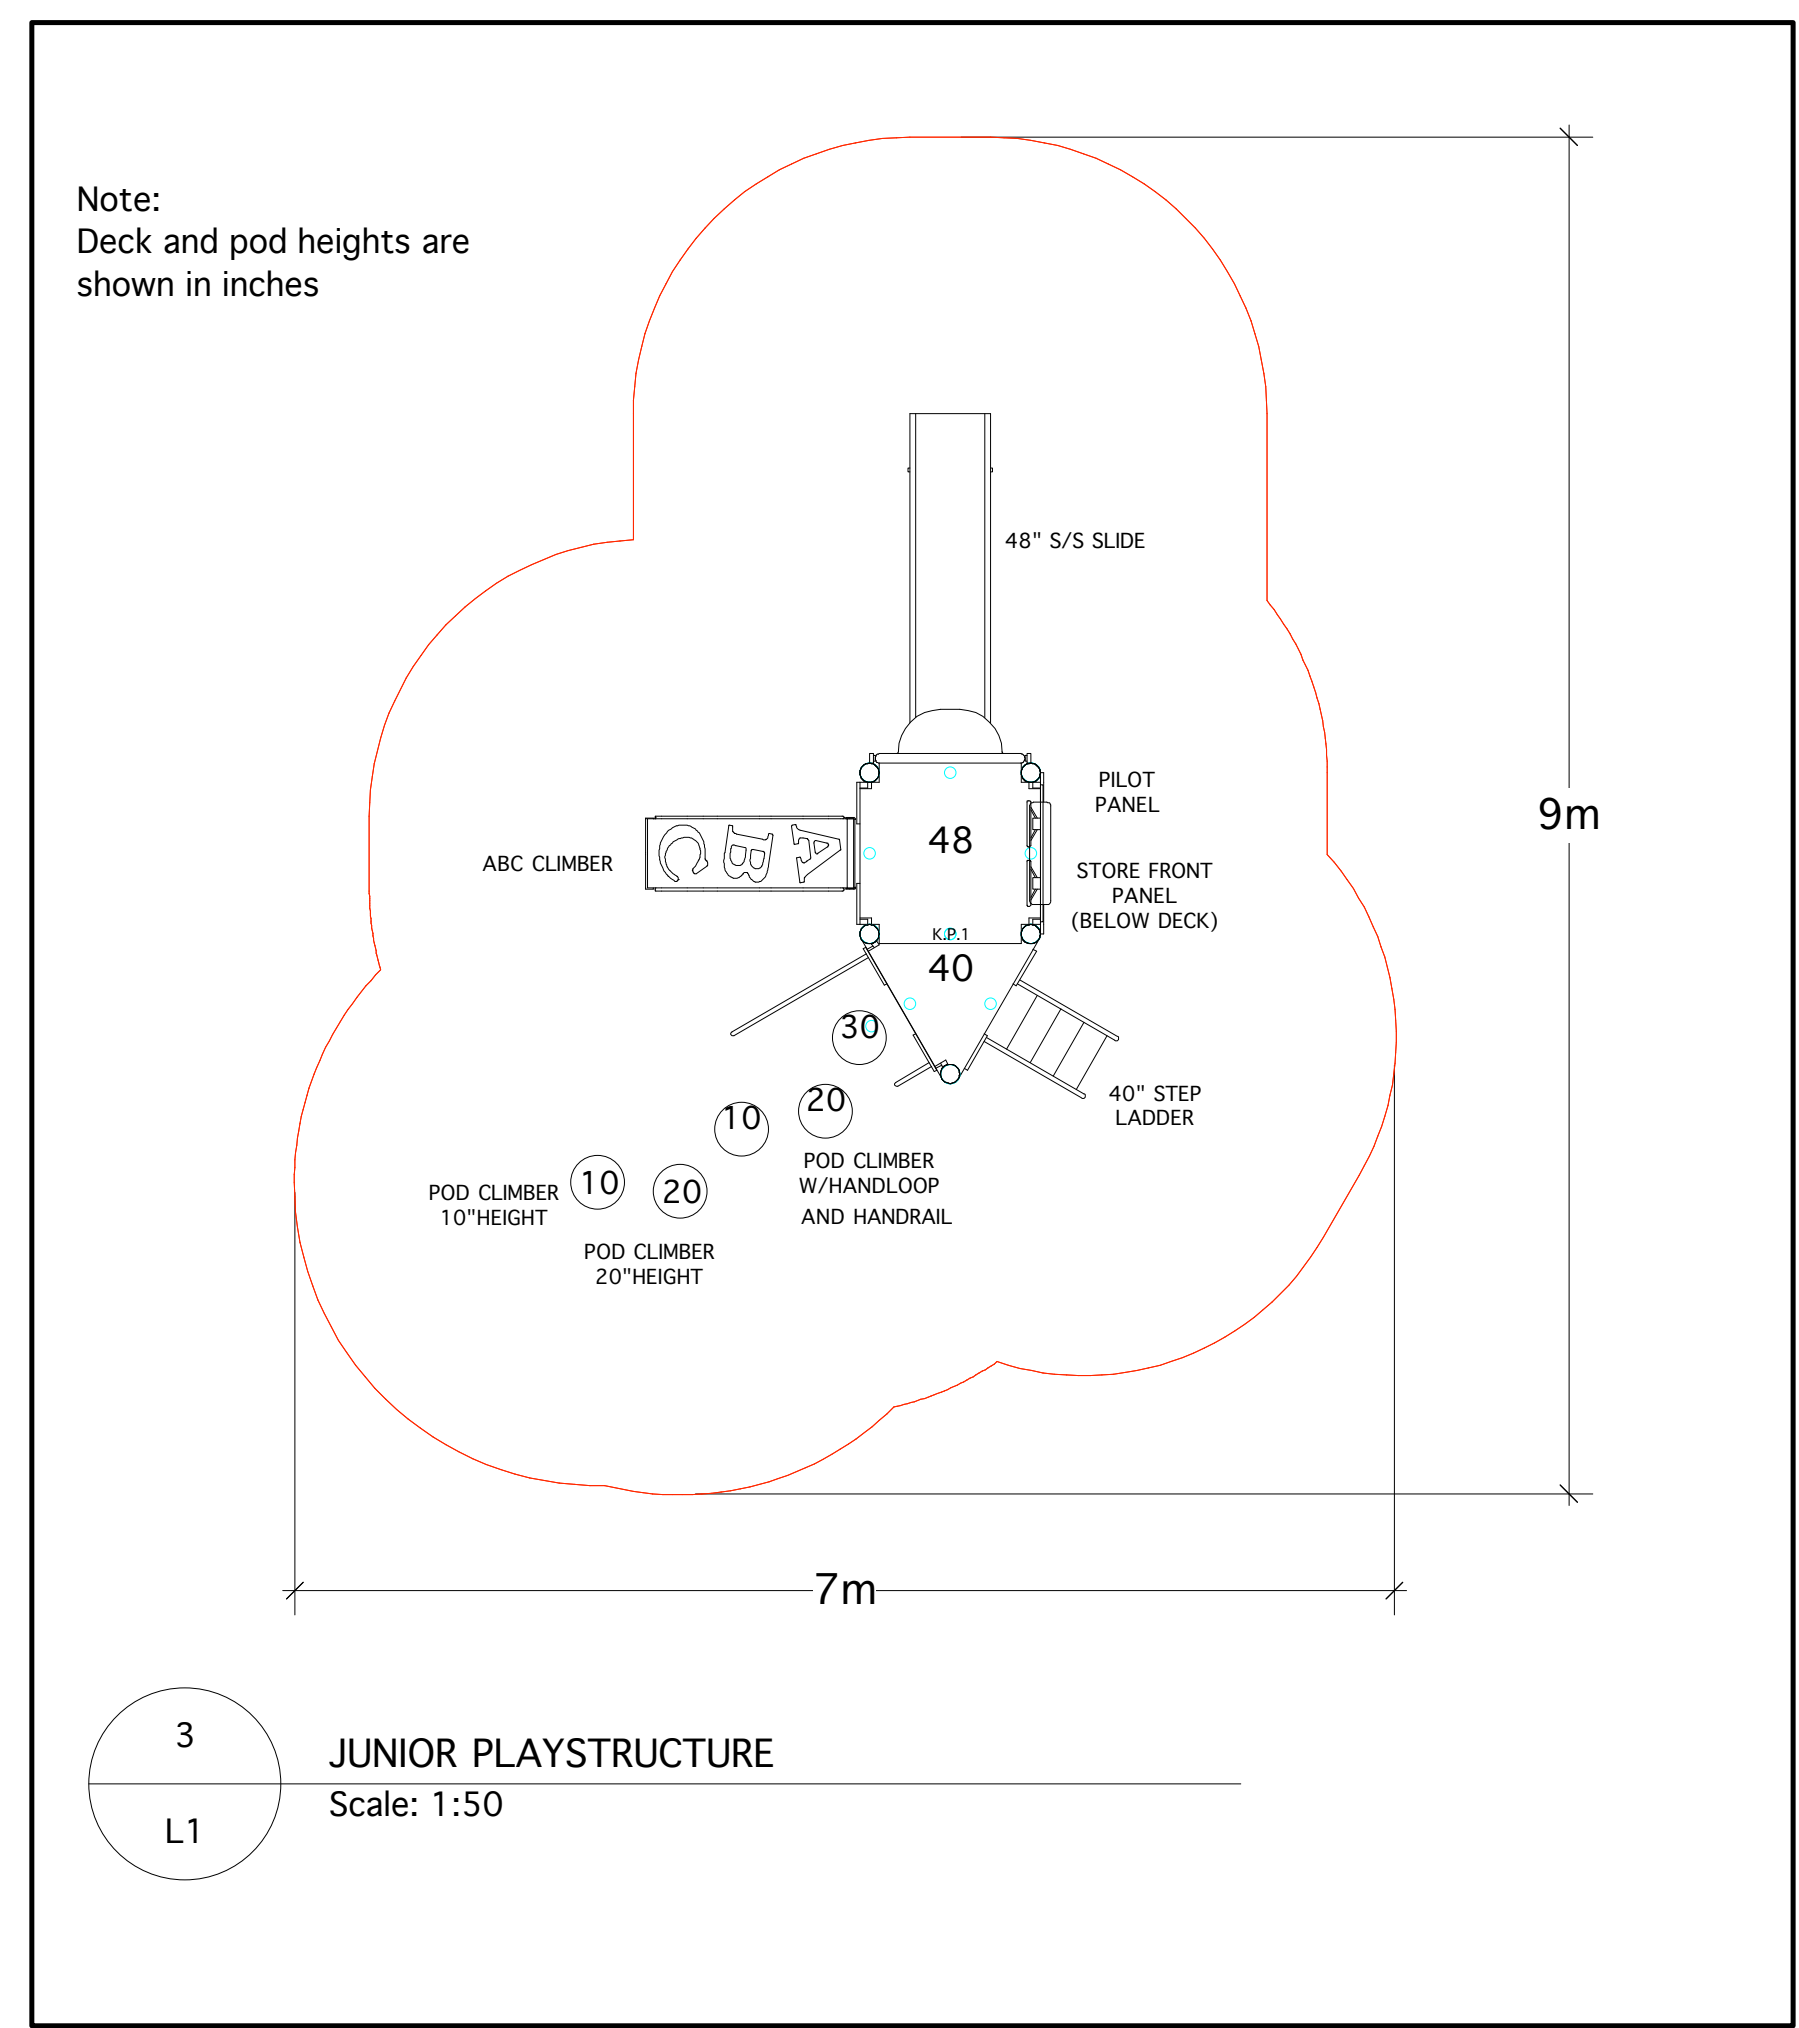 Note:
Deck and pod heights are
shown in inches
48" S/S SLIDE
PILOT
PANEL
9m
48
A
B
C
ABC CLIMBER
STORE FRONT
PANEL
(BELOW DECK)
K.P.1
40
30
20
10
40" STEP
LADDER
POD CLIMBER
W/HANDLOOP
AND HANDRAIL
10
20
POD CLIMBER
10"HEIGHT
POD CLIMBER
20"HEIGHT
7m
3
L1
JUNIOR PLAYSTRUCTURE
Scale: 1:50